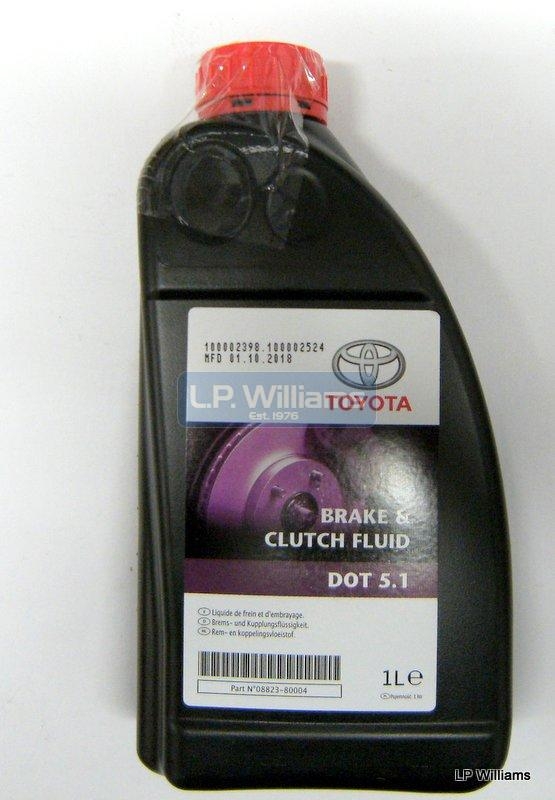 100002398.100002524
MFD 01.10.2018
L.P. Williams
Est. 1976
TOYOTA
BRAKE &
CLUTCH FLUID
DOT 5.1
F Liquide de frein et d'embrayage.
D Brems- und Kupplungsflüssigkeit.
NL Rem- en koppelingsvloeistof.
1L℮
Part N°08823-80004
LP Williams